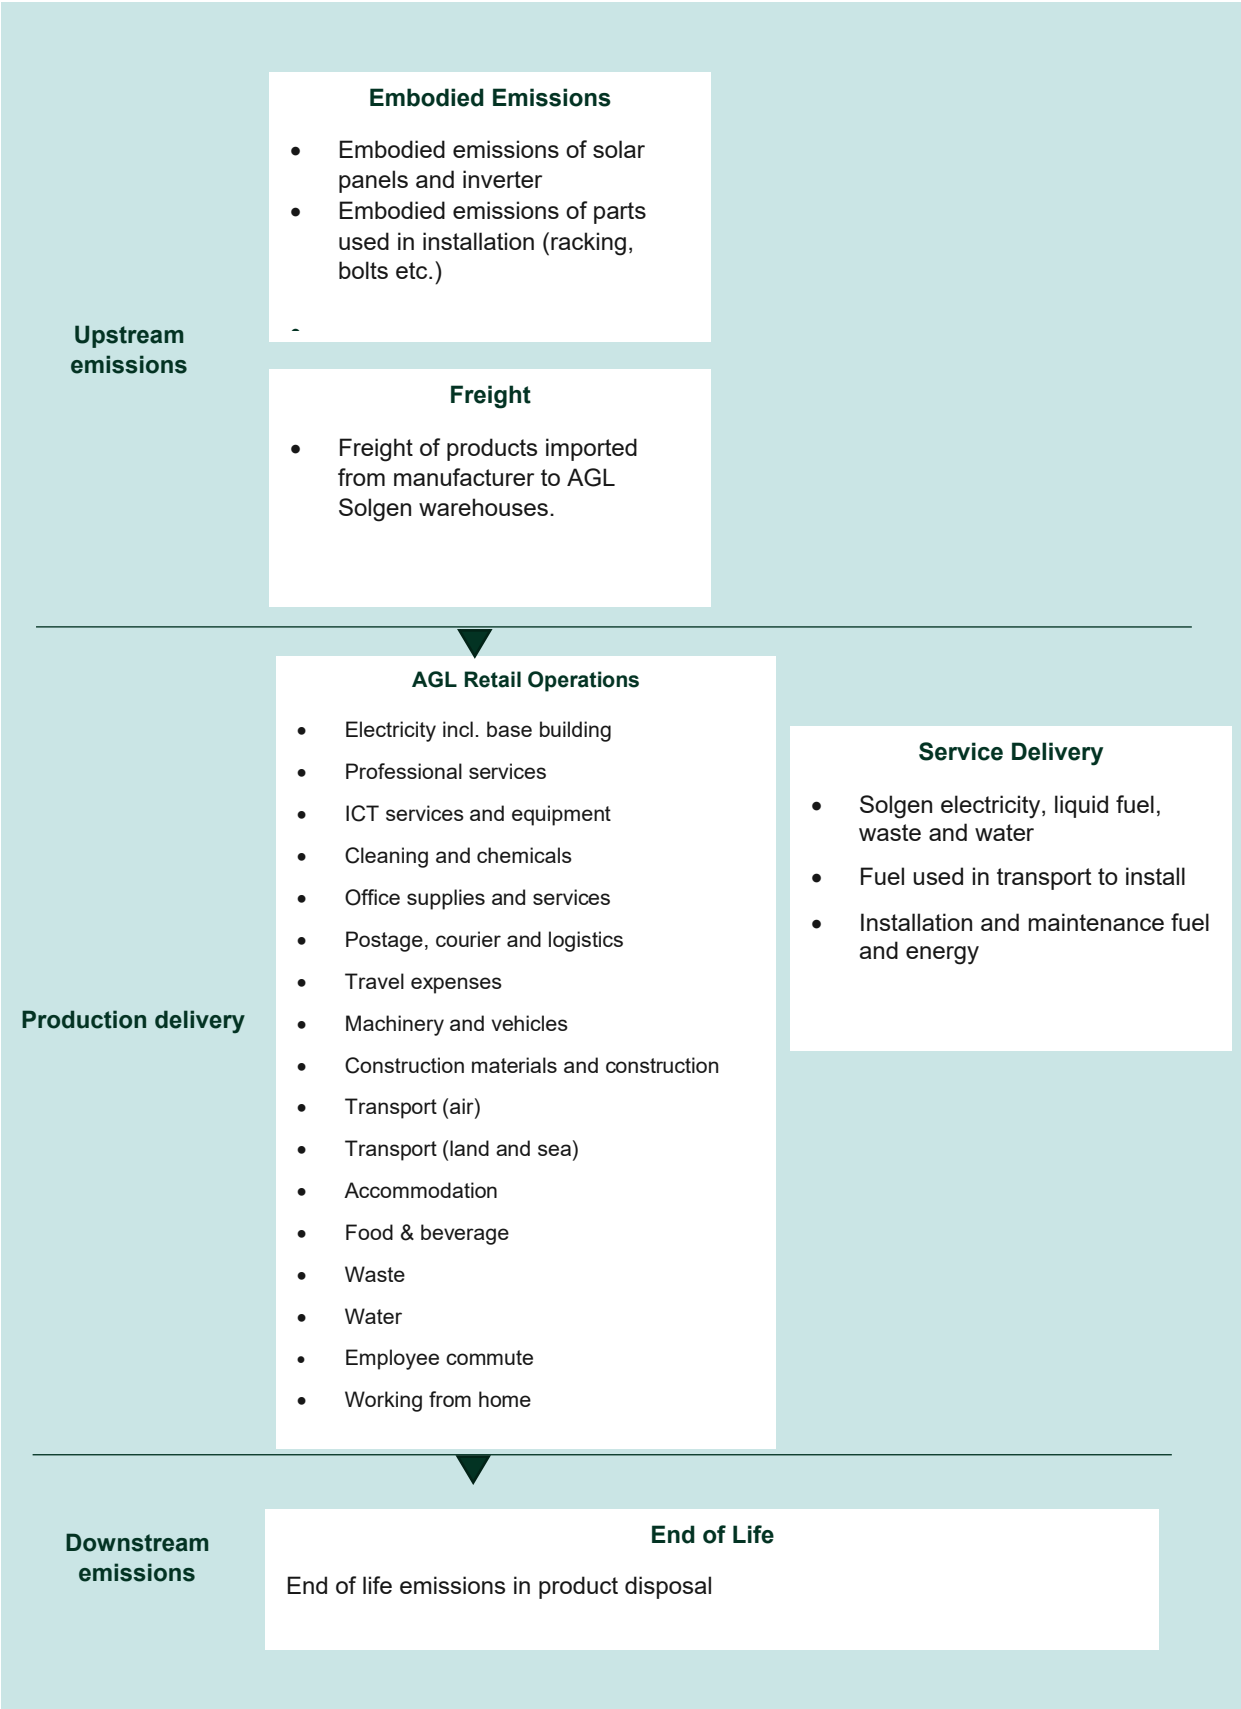 Embodied Emissions
• Embodied emissions of solar
panels and inverter
• Embodied emissions of parts
used in installation (racking,
bolts etc.)
•
Upstream
emissions
Freight
• Freight of products imported
from manufacturer to AGL
Solgen warehouses.
AGL Retail Operations
• Electricity incl. base building
• Professional services
• ICT services and equipment
• Cleaning and chemicals
• Office supplies and services
• Postage, courier and logistics
• Travel expenses
• Machinery and vehicles
• Construction materials and construction
• Transport (air)
• Transport (land and sea)
• Accommodation
• Food & beverage
• Waste
• Water
• Employee commute
• Working from home
Service Delivery
• Solgen electricity, liquid fuel,
waste and water
• Fuel used in transport to install
• Installation and maintenance fuel
and energy
Production delivery
Downstream
emissions
End of Life
End of life emissions in product disposal